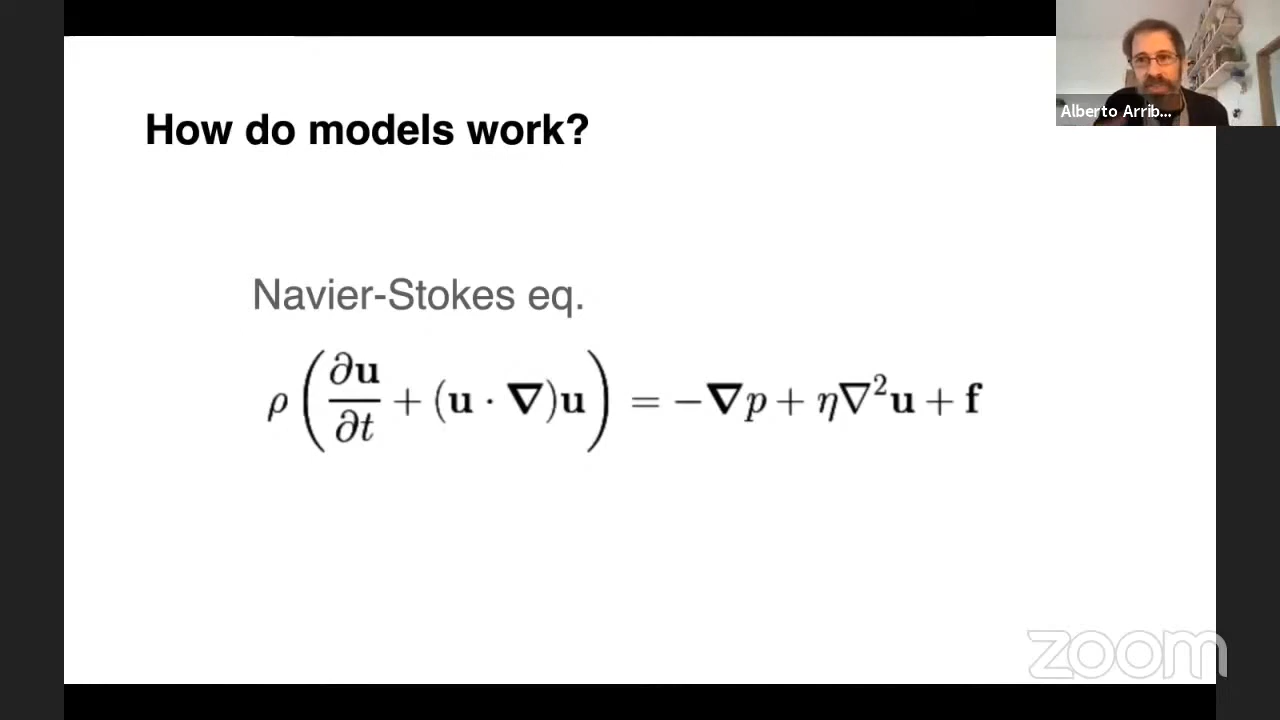 How do models work?
Alberto Arrib...
Navier-Stokes eq.
ρ(∂𝐮/∂t + (𝐮 · ∇)𝐮) = −∇p + η∇²𝐮 + 𝐟
zoom